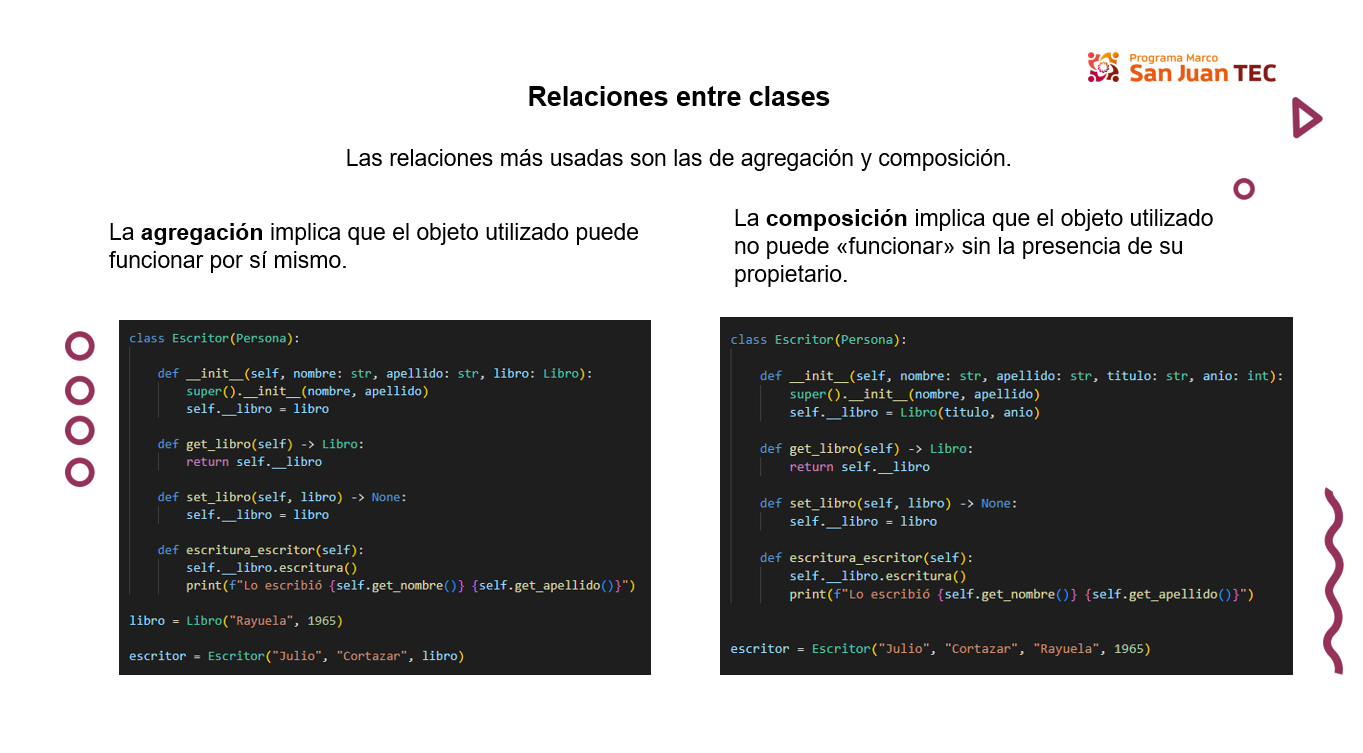 Programa Marco
San Juan TEC
Relaciones entre clases
Las relaciones más usadas son las de agregación y composición.
La agregación implica que el objeto utilizado puede
funcionar por sí mismo.
class Escritor(Persona):
def __init__(self, nombre: str, apellido: str, libro: Libro):
super().__init__(nombre, apellido)
self.__libro = libro
def get_libro(self) -> Libro:
return self.__libro
def set_libro(self, libro) -> None:
self.__libro = libro
def escritura_escritor(self):
self.__libro.escritura()
print(f"Lo escribió {self.get_nombre()} {self.get_apellido()}")
libro = Libro("Rayuela", 1965)
escritor = Escritor("Julio", "Cortazar", libro)
La composición implica que el objeto utilizado
no puede «funcionar» sin la presencia de su
propietario.
class Escritor(Persona):
def __init__(self, nombre: str, apellido: str, titulo: str, anio: int):
super().__init__(nombre, apellido)
self.__libro = Libro(titulo, anio)
def get_libro(self) -> Libro:
return self.__libro
def set_libro(self, libro) -> None:
self.__libro = libro
def escritura_escritor(self):
self.__libro.escritura()
print(f"Lo escribió {self.get_nombre()} {self.get_apellido()}")
escritor = Escritor("Julio", "Cortazar", "Rayuela", 1965)